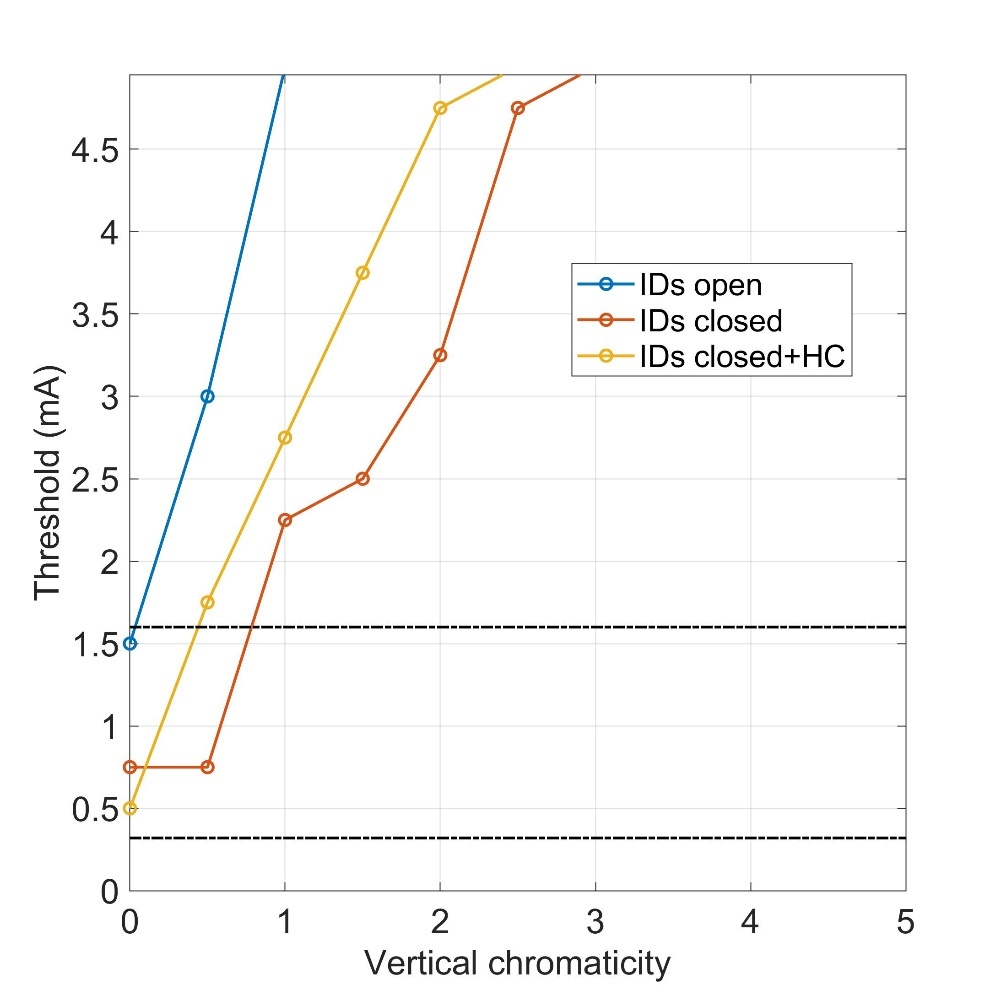 4.5
4
3.5
3
2.5
2
1.5
1
0.5
0
Threshold (mA)
IDs open
IDs closed
IDs closed+HC
0 1 2 3 4 5
Vertical chromaticity